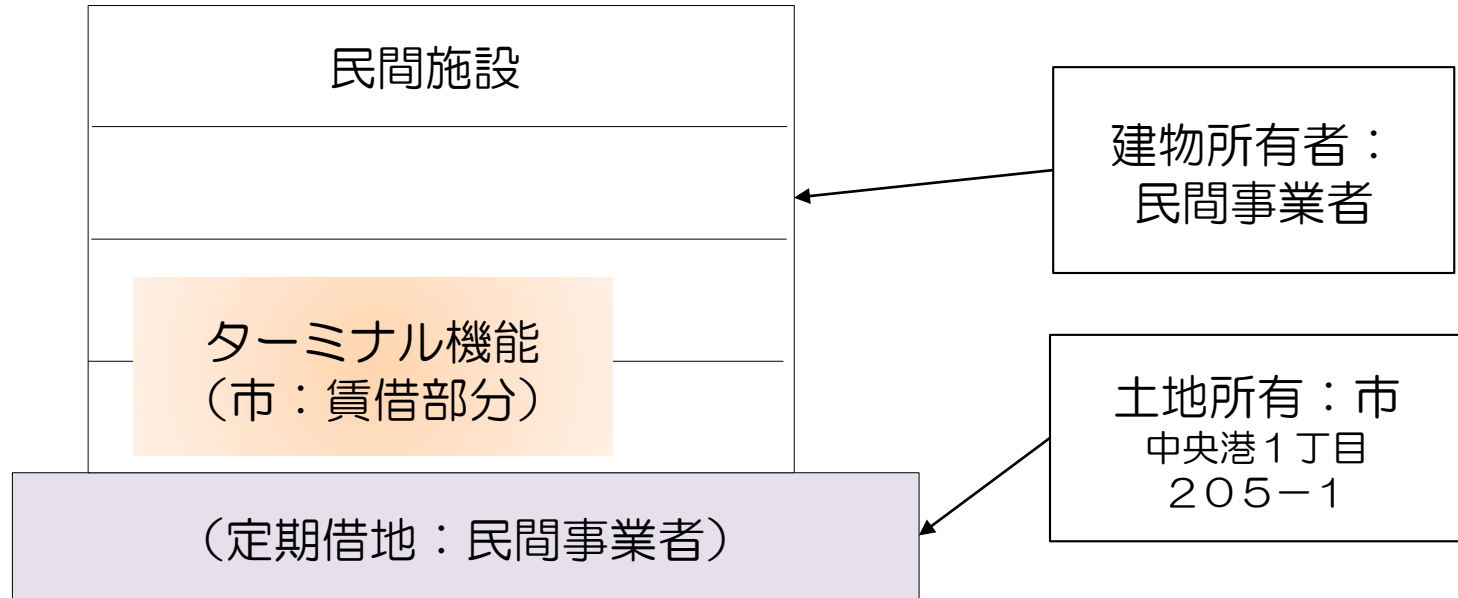 民間施設
建物所有者：
民間事業者
ターミナル機能
（市：賃借部分）
土地所有：市
中央港１丁目
２０５－１
（定期借地：民間事業者）